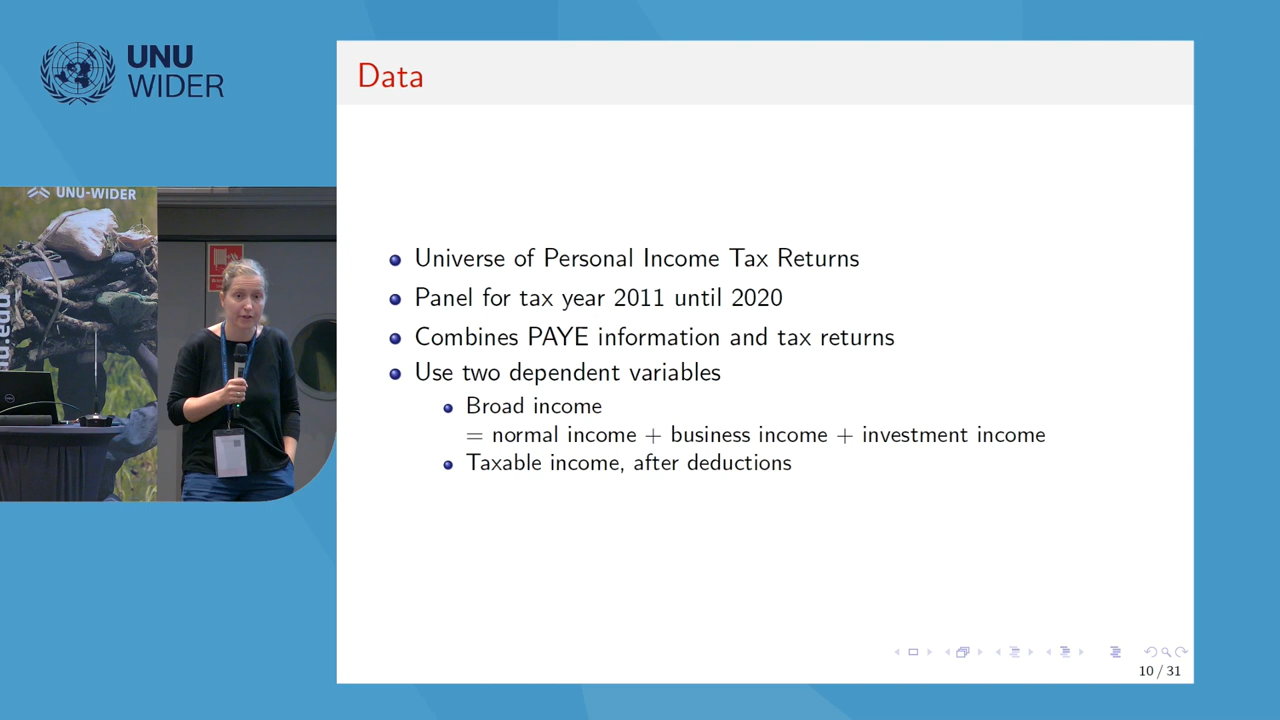 UNU
WIDER
Data
UNU-WIDER
Universe of Personal Income Tax Returns
Panel for tax year 2011 until 2020
Combines PAYE information and tax returns
Use two dependent variables
Broad income
= normal income + business income + investment income
Taxable income, after deductions
10 / 31